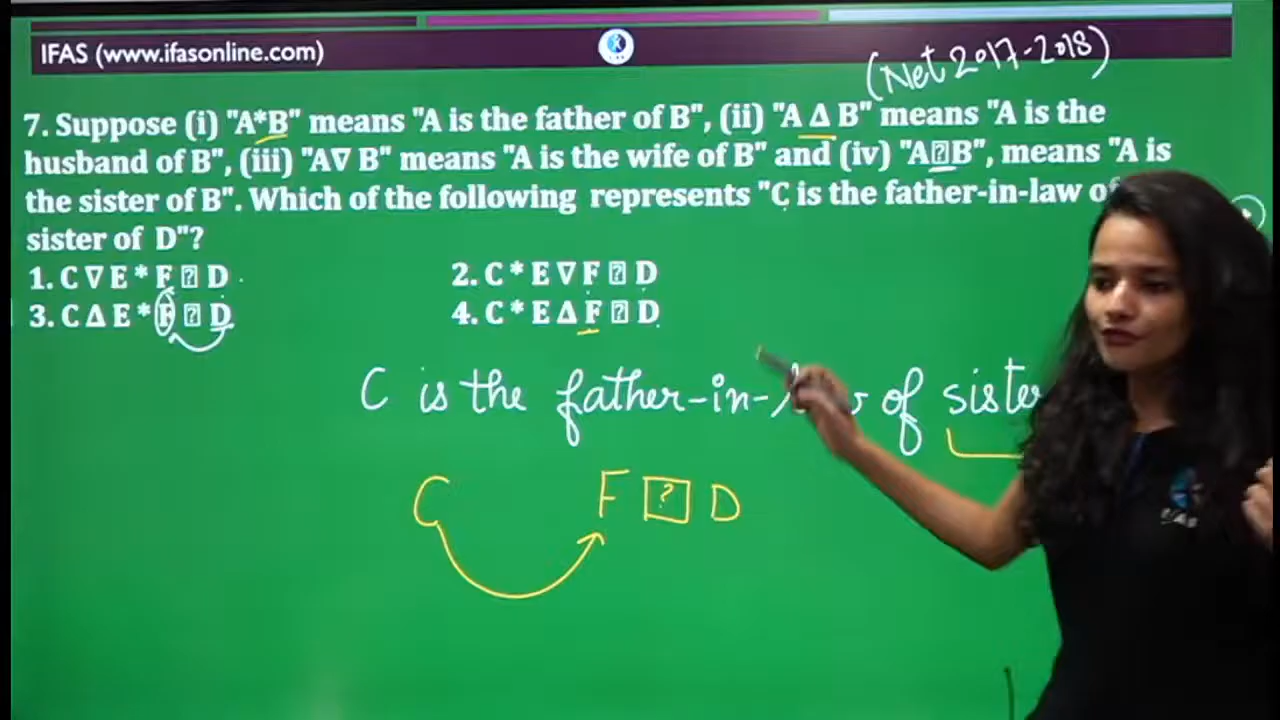 IFAS (www.ifasonline.com)
(Net 2017-2018)
7. Suppose (i) "A*B" means "A is the father of B", (ii) "A Δ B" means "A is the
husband of B", (iii) "A∇ B" means "A is the wife of B" and (iv) "A⍰B", means "A is
the sister of B". Which of the following represents "C is the father-in-law of
sister of D"?
1. C ∇ E * F ⍰ D
2. C * E ∇ F ⍰ D
3. C Δ E * F ⍰ D
4. C * E Δ F ⍰ D
C is the father-in-law of sister
C F ⍰ D